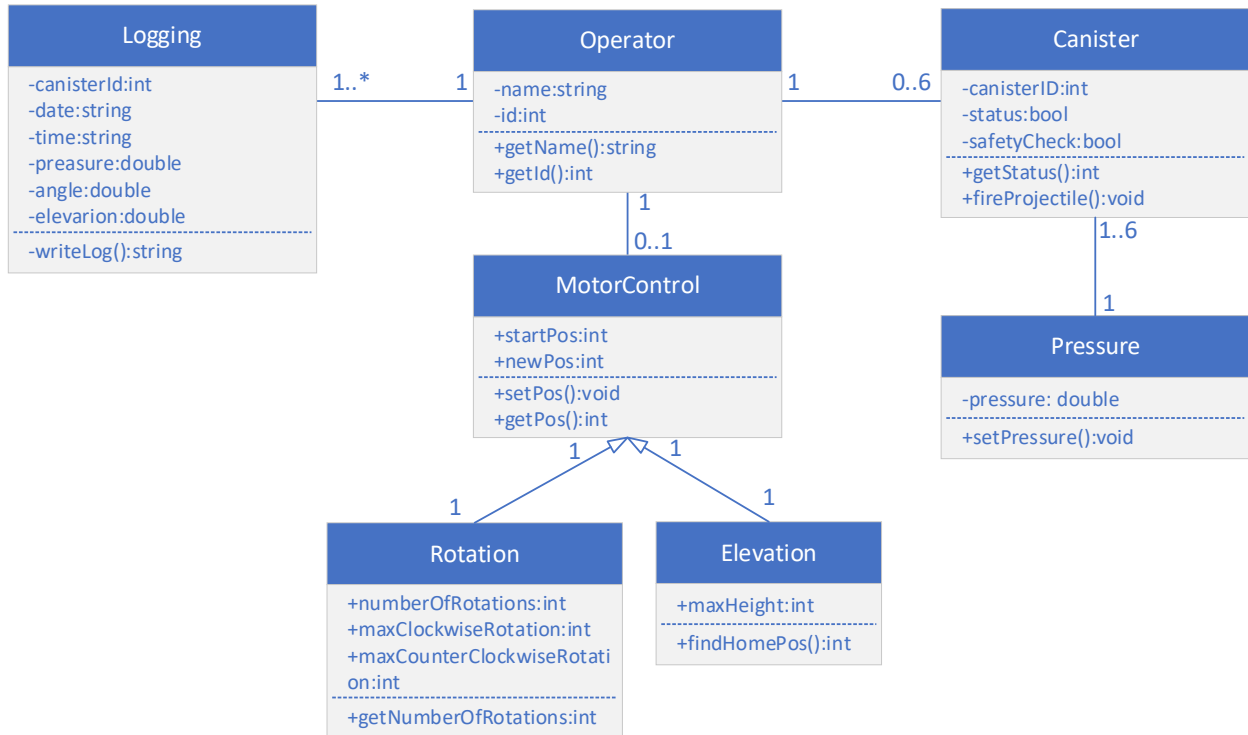 Logging
-canisterId:int
-date:string
-time:string
-preasure:double
-angle:double
-elevarion:double
-writeLog():string
1..*
1
Operator
-name:string
-id:int
+getName():string
+getId():int
1
0..6
Canister
-canisterID:int
-status:bool
-safetyCheck:bool
+getStatus():int
+fireProjectile():void
1
0..1
MotorControl
+startPos:int
+newPos:int
+setPos():void
+getPos():int
1..6
1
Pressure
-pressure: double
+setPressure():void
1
1
1
1
Rotation
+numberOfRotations:int
+maxClockwiseRotation:int
+maxCounterClockwiseRotati
on:int
+getNumberOfRotations:int
Elevation
+maxHeight:int
+findHomePos():int